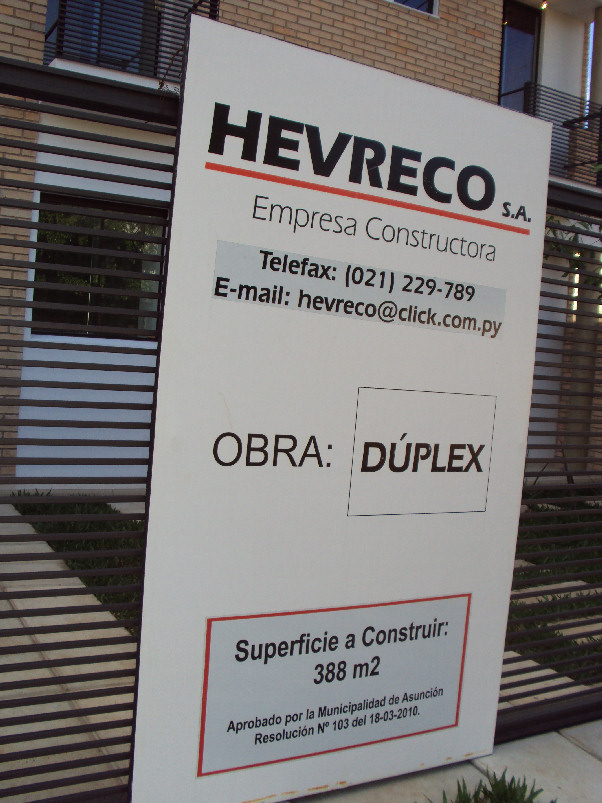 HEVRECO S.A.
Empresa Constructora
Telefax: (021) 229-789
E-mail: hevreco@click.com.py
OBRA: DÚPLEX
Superficie a Construir:
388 m2
Aprobado por la Municipalidad de Asunción
Resolución Nº 103 del 18-03-2010.